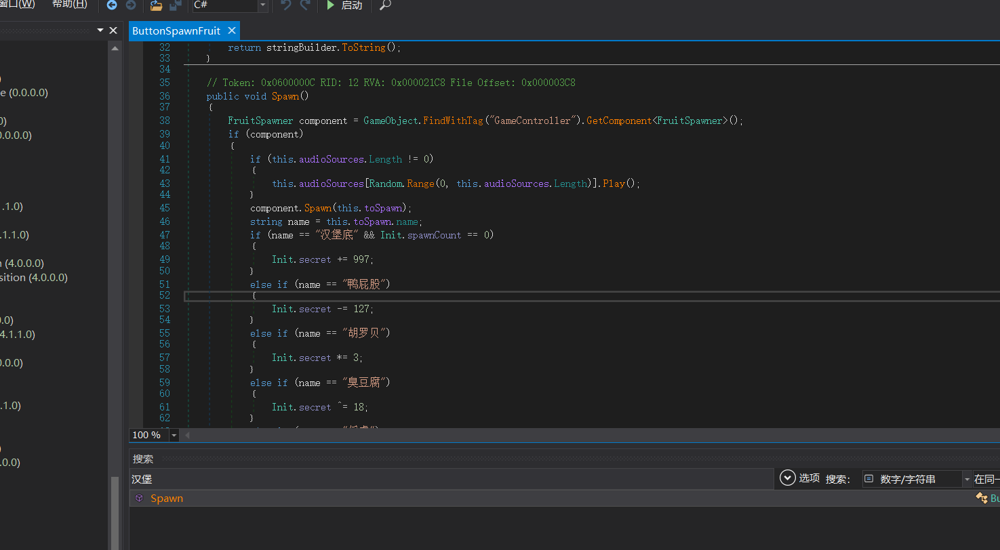 窗口(W) 帮助(H) C# 启动
ButtonSpawnFruit
e (0.0.0.0)
0)
0.0.0.0)
.1.0)
.1.1.0)
n (4.0.0.0)
sition (4.0.0.0)
0.0)
4.1.1.0)
0.0.0)
.1.0)
)
.0.0)
32 return stringBuilder.ToString();
33 }
34
35 // Token: 0x0600000C RID: 12 RVA: 0x000021C8 File Offset: 0x000003C8
36 public void Spawn()
37 {
38 FruitSpawner component = GameObject.FindWithTag("GameController").GetComponent<FruitSpawner>();
39 if (component)
40 {
41 if (this.audioSources.Length != 0)
42 {
43 this.audioSources[Random.Range(0, this.audioSources.Length)].Play();
44 }
45 component.Spawn(this.toSpawn);
46 string name = this.toSpawn.name;
47 if (name == "汉堡底" && Init.spawnCount == 0)
48 {
49 Init.secret += 997;
50 }
51 else if (name == "鸭屁股")
52 {
53 Init.secret -= 127;
54 }
55 else if (name == "胡罗贝")
56 {
57 Init.secret *= 3;
58 }
59 else if (name == "臭豆腐")
60 {
61 Init.secret ^= 18;
62 }
100 %
搜索
汉堡 选项 搜索: 数字/字符串 在同一
Spawn Bu